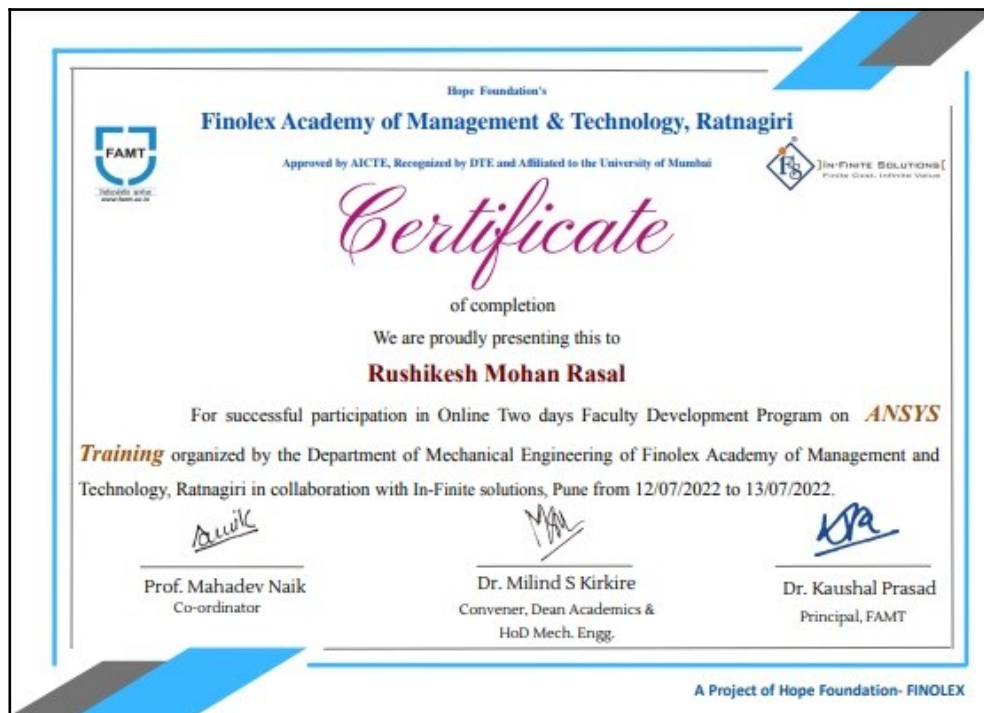 Hope Foundation's
Finolex Academy of Management & Technology, Ratnagiri
FAMT
www.famt.ac.in
Approved by AICTE, Recognized by DTE and Affiliated to the University of Mumbai
FS
]IN-FINITE SOLUTIONS[
Finite Cost. Infinite Value
Certificate
of completion
We are proudly presenting this to
Rushikesh Mohan Rasal
For successful participation in Online Two days Faculty Development Program on ANSYS
Training organized by the Department of Mechanical Engineering of Finolex Academy of Management and
Technology, Ratnagiri in collaboration with In-Finite solutions, Pune from 12/07/2022 to 13/07/2022.
Prof. Mahadev Naik
Co-ordinator
Dr. Milind S Kirkire
Convener, Dean Academics &
HoD Mech. Engg.
Dr. Kaushal Prasad
Principal, FAMT
A Project of Hope Foundation- FINOLEX